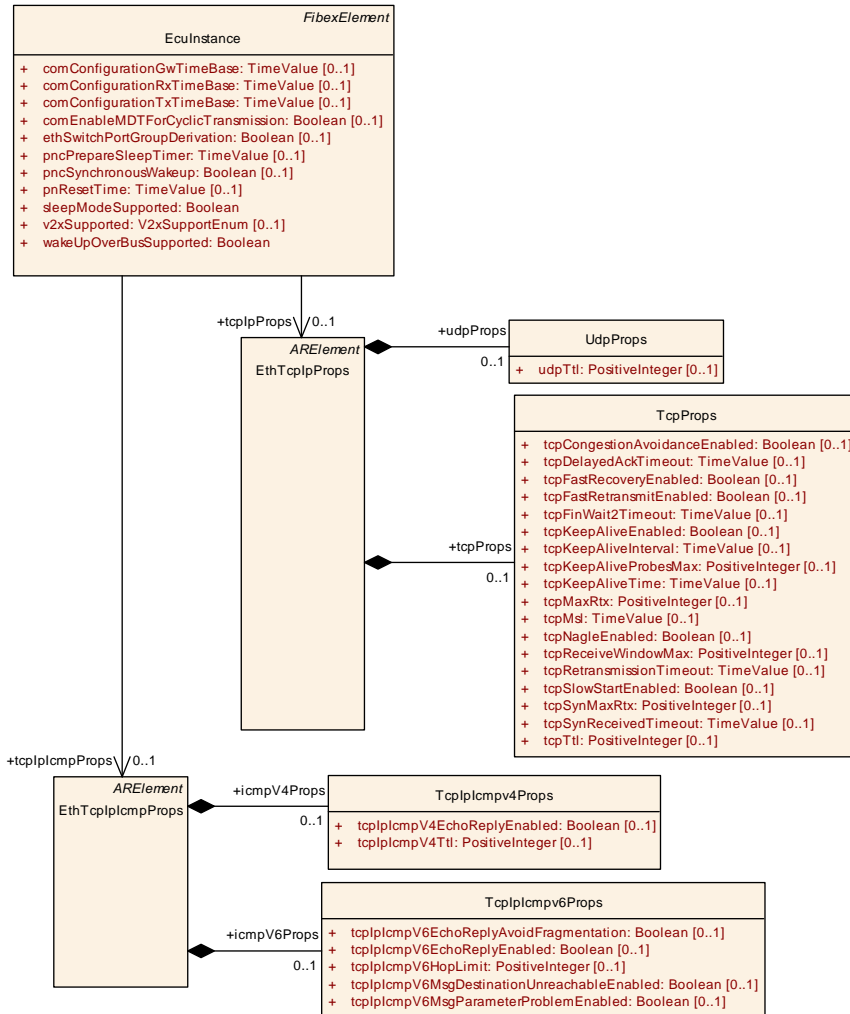 FibexElement
EcuInstance
+ comConfigurationGwTimeBase: TimeValue [0..1]
+ comConfigurationRxTimeBase: TimeValue [0..1]
+ comConfigurationTxTimeBase: TimeValue [0..1]
+ comEnableMDTForCyclicTransmission: Boolean [0..1]
+ ethSwitchPortGroupDerivation: Boolean [0..1]
+ pncPrepareSleepTimer: TimeValue [0..1]
+ pncSynchronousWakeup: Boolean [0..1]
+ pnResetTime: TimeValue [0..1]
+ sleepModeSupported: Boolean
+ v2xSupported: V2xSupportEnum [0..1]
+ wakeUpOverBusSupported: Boolean
+tcpIpProps 0..1
ARElement
EthTcpIpProps
+udpProps
0..1
UdpProps
+ udpTtl: PositiveInteger [0..1]
TcpProps
+ tcpCongestionAvoidanceEnabled: Boolean [0..1]
+ tcpDelayedAckTimeout: TimeValue [0..1]
+ tcpFastRecoveryEnabled: Boolean [0..1]
+ tcpFastRetransmitEnabled: Boolean [0..1]
+ tcpFinWait2Timeout: TimeValue [0..1]
+ tcpKeepAliveEnabled: Boolean [0..1]
+ tcpKeepAliveInterval: TimeValue [0..1]
+ tcpKeepAliveProbesMax: PositiveInteger [0..1]
+ tcpKeepAliveTime: TimeValue [0..1]
+ tcpMaxRtx: PositiveInteger [0..1]
+ tcpMsl: TimeValue [0..1]
+ tcpNagleEnabled: Boolean [0..1]
+ tcpReceiveWindowMax: PositiveInteger [0..1]
+ tcpRetransmissionTimeout: TimeValue [0..1]
+ tcpSlowStartEnabled: Boolean [0..1]
+ tcpSynMaxRtx: PositiveInteger [0..1]
+ tcpSynReceivedTimeout: TimeValue [0..1]
+ tcpTtl: PositiveInteger [0..1]
+tcpProps
0..1
+tcpIpIcmpProps 0..1
ARElement
EthTcpIpIcmpProps
+icmpV4Props
0..1
TcpIpIcmpv4Props
+ tcpIpIcmpV4EchoReplyEnabled: Boolean [0..1]
+ tcpIpIcmpV4Ttl: PositiveInteger [0..1]
+icmpV6Props
0..1
TcpIpIcmpv6Props
+ tcpIpIcmpV6EchoReplyAvoidFragmentation: Boolean [0..1]
+ tcpIpIcmpV6EchoReplyEnabled: Boolean [0..1]
+ tcpIpIcmpV6HopLimit: PositiveInteger [0..1]
+ tcpIpIcmpV6MsgDestinationUnreachableEnabled: Boolean [0..1]
+ tcpIpIcmpV6MsgParameterProblemEnabled: Boolean [0..1]